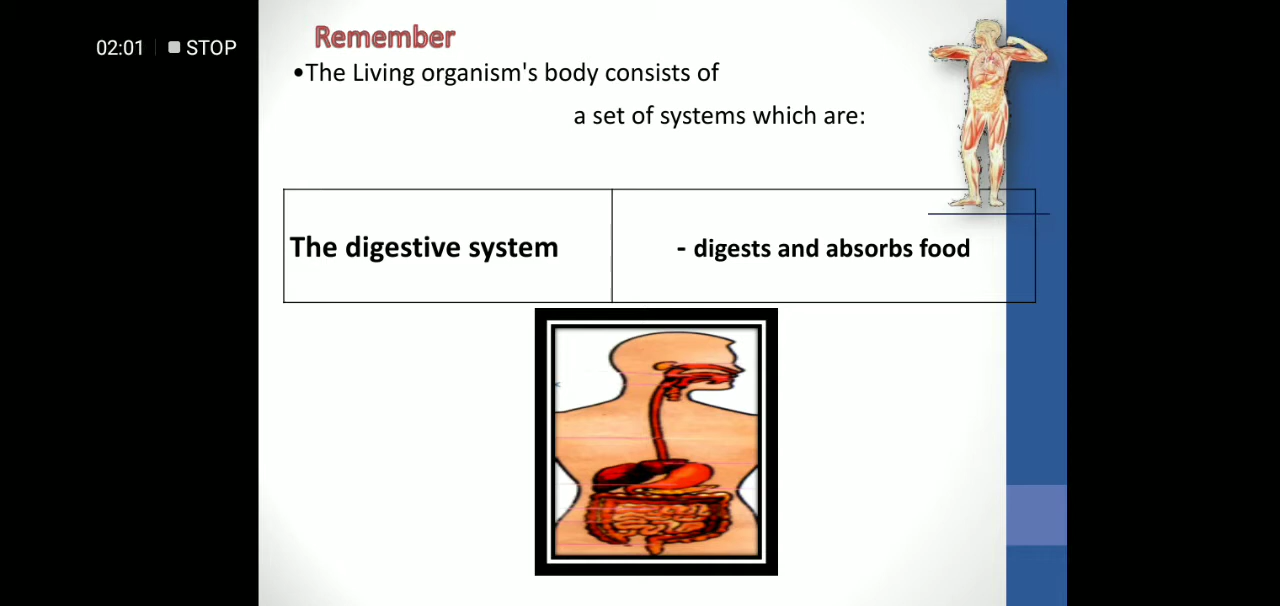 02:01 STOP
Remember
•The Living organism's body consists of
a set of systems which are:
The digestive system
- digests and absorbs food